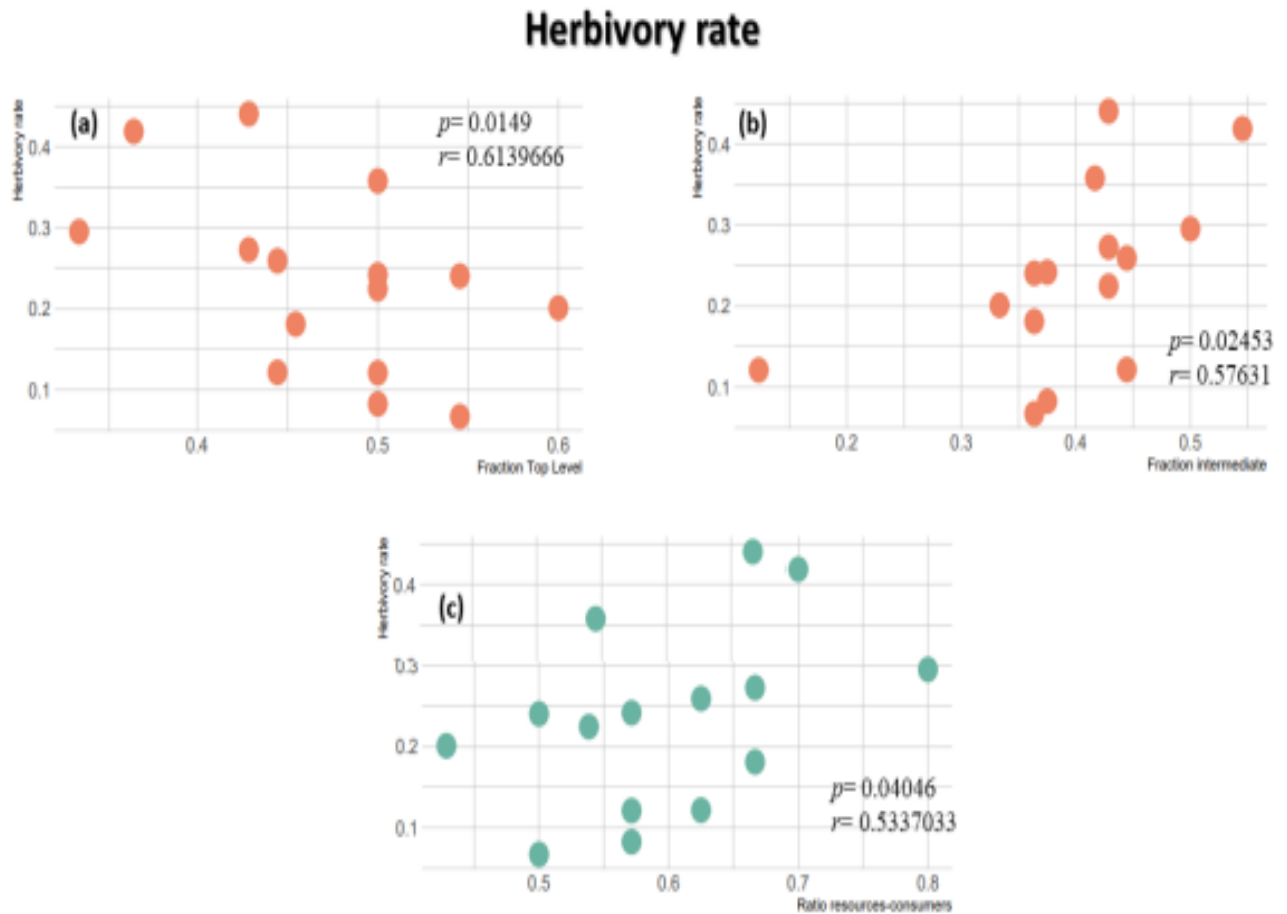 Herbivory rate
Herbivory rate
(a)
p= 0.0149
r= 0.6139666
0.4
0.3
0.2
0.1
0.4
0.5
0.6
Fraction Top Level
Herbivory rate
(b)
0.4
0.3
0.2
0.1
p= 0.02453
r= 0.57631
0.2
0.3
0.4
0.5
Fraction intermediate
Herbivory rate
0.4
(c)
0.3
0.2
0.1
p= 0.04046
r= 0.5337033
0.5
0.6
0.7
0.8
Ratio resources-consumers